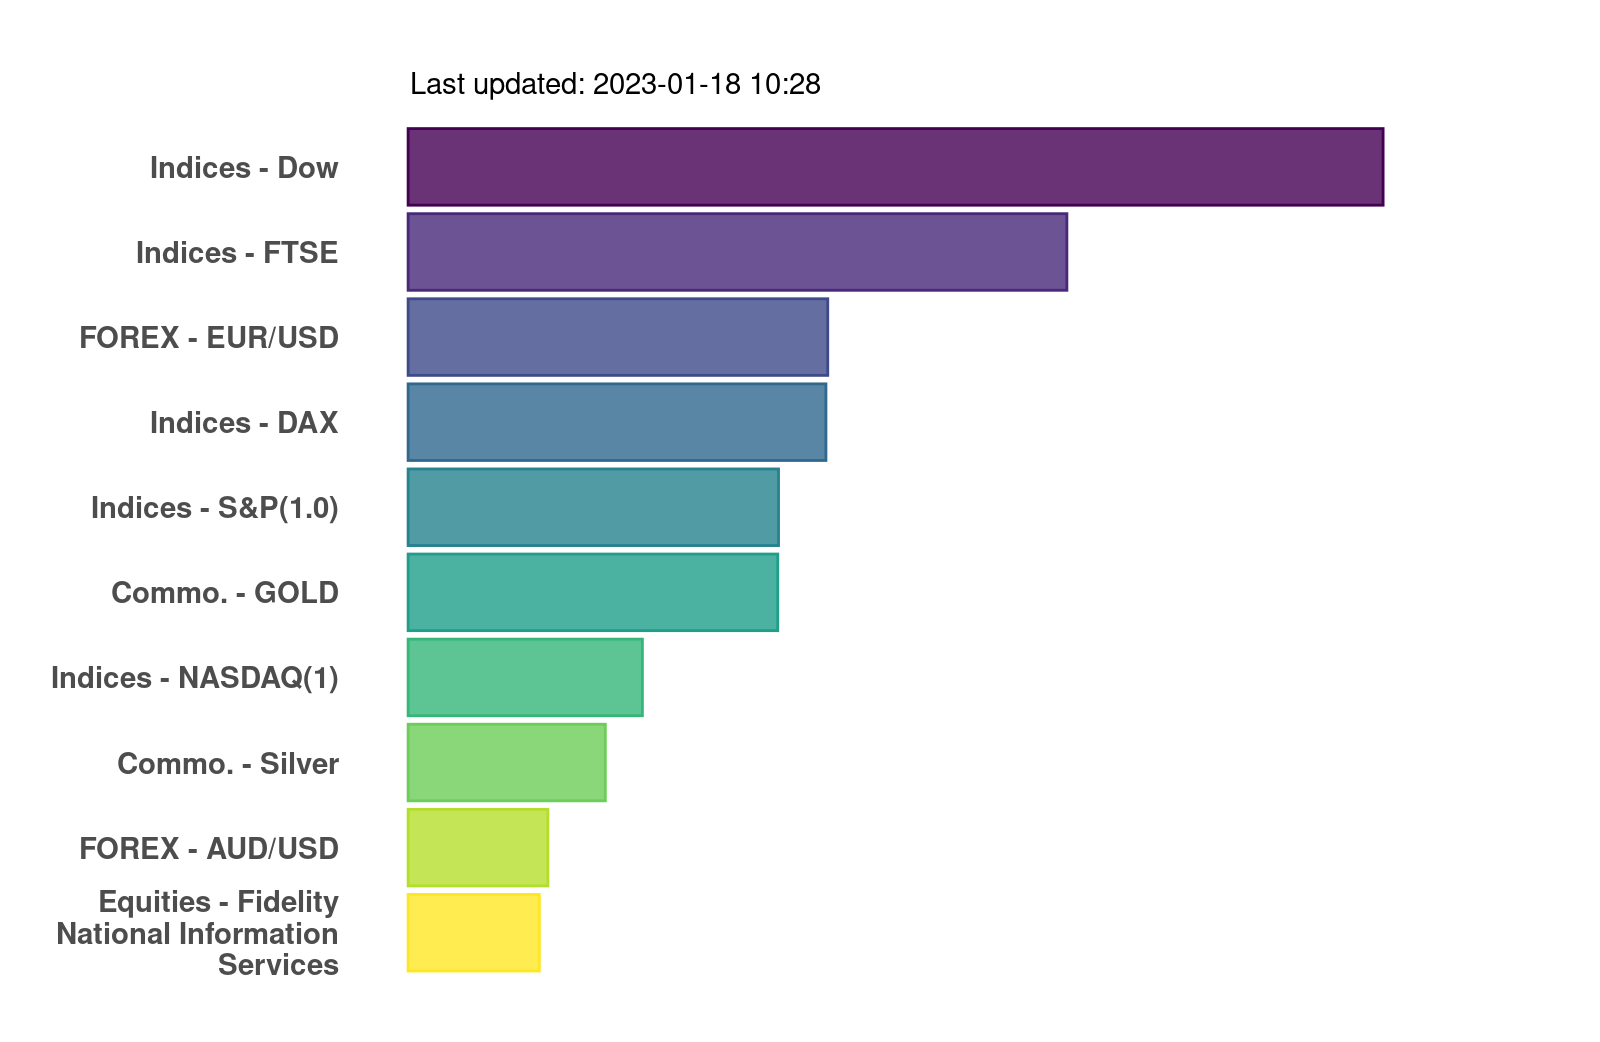 Last updated: 2023-01-18 10:28
Indices - Dow
Indices - FTSE
FOREX - EUR/USD
Indices - DAX
Indices - S&P(1.0)
Commo. - GOLD
Indices - NASDAQ(1)
Commo. - Silver
FOREX - AUD/USD
Equities - Fidelity
National Information
Services